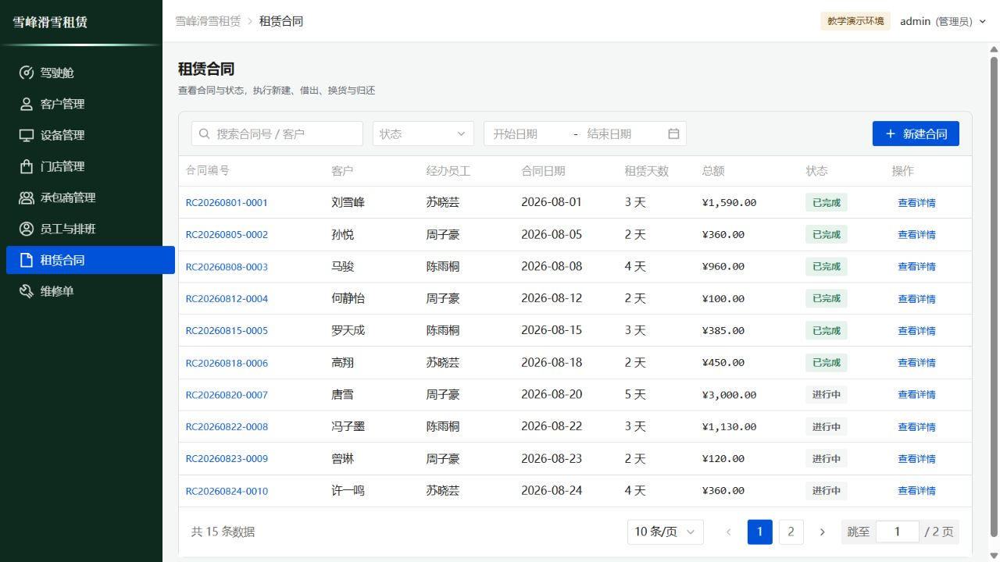 雪峰滑雪租赁
雪峰滑雪租赁 > 租赁合同
教学演示环境 admin (管理员)
驾驶舱
客户管理
设备管理
门店管理
承包商管理
员工与排班
租赁合同
维修单
租赁合同
查看合同与状态，执行新建、借出、换货与归还
搜索合同号 / 客户 状态 开始日期 - 结束日期 + 新建合同
合同编号 客户 经办员工 合同日期 租赁天数 总额 状态 操作
RC20260801-0001 刘雪峰 苏晓芸 2026-08-01 3 天 ¥1,590.00 已完成 查看详情
RC20260805-0002 孙悦 周子豪 2026-08-05 2 天 ¥360.00 已完成 查看详情
RC20260808-0003 马骏 陈雨桐 2026-08-08 4 天 ¥960.00 已完成 查看详情
RC20260812-0004 何静怡 周子豪 2026-08-12 2 天 ¥100.00 已完成 查看详情
RC20260815-0005 罗天成 陈雨桐 2026-08-15 3 天 ¥385.00 已完成 查看详情
RC20260818-0006 高翔 苏晓芸 2026-08-18 2 天 ¥450.00 已完成 查看详情
RC20260820-0007 唐雪 周子豪 2026-08-20 5 天 ¥3,000.00 进行中 查看详情
RC20260822-0008 冯子墨 陈雨桐 2026-08-22 3 天 ¥1,130.00 进行中 查看详情
RC20260823-0009 曾琳 周子豪 2026-08-23 2 天 ¥120.00 进行中 查看详情
RC20260824-0010 许一鸣 苏晓芸 2026-08-24 4 天 ¥360.00 进行中 查看详情
共 15 条数据 10 条/页 < 1 2 > 跳至 1 / 2 页